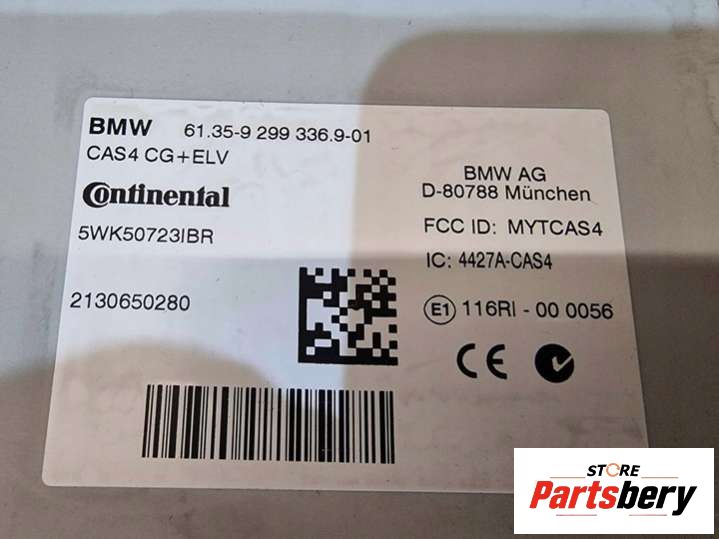 BMW 61.35-9 299 336.9-01
CAS4 CG+ELV
Continental
5WK50723IBR
2130650280
BMW AG
D-80788 München
FCC ID: MYTCAS4
IC: 4427A-CAS4
E1 116RI - 00 0056
CE
STORE
Partsbery